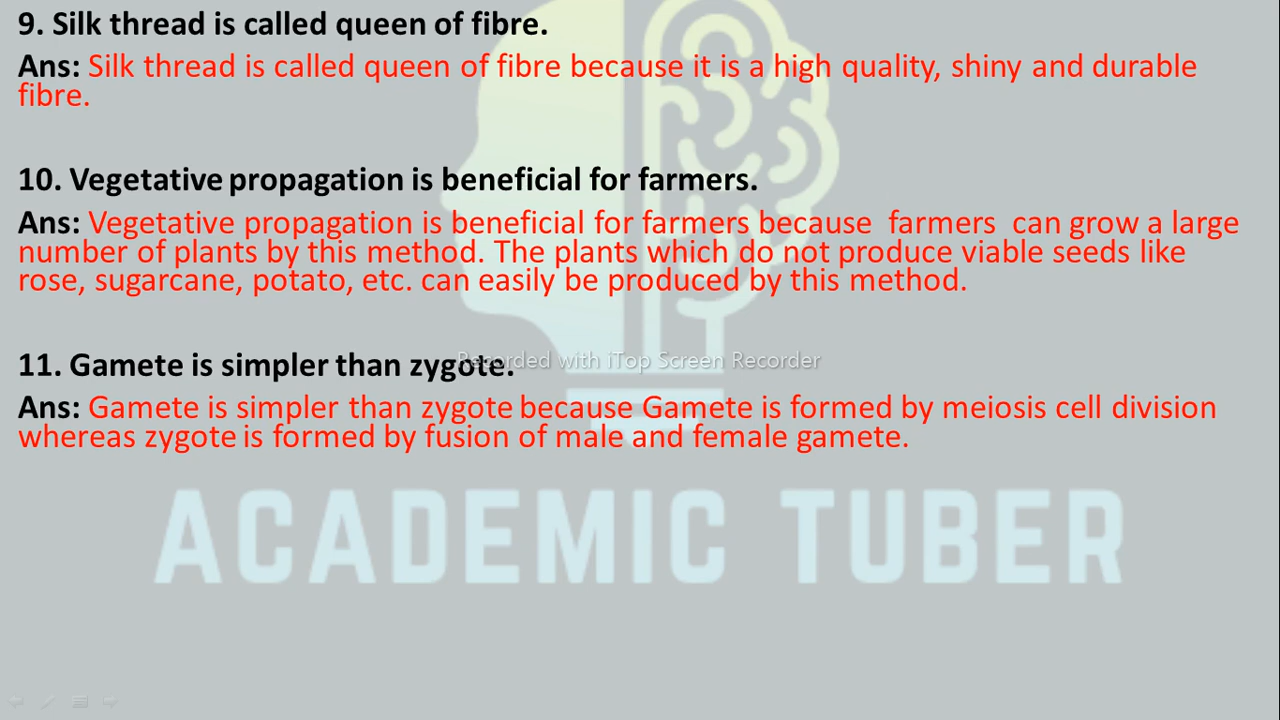 9. Silk thread is called queen of fibre.
Ans: Silk thread is called queen of fibre because it is a high quality, shiny and durable
fibre.
10. Vegetative propagation is beneficial for farmers.
Ans: Vegetative propagation is beneficial for farmers because farmers can grow a large
number of plants by this method. The plants which do not produce viable seeds like
rose, sugarcane, potato, etc. can easily be produced by this method.
Recorded with iTop Screen Recorder
11. Gamete is simpler than zygote.
Ans: Gamete is simpler than zygote because Gamete is formed by meiosis cell division
whereas zygote is formed by fusion of male and female gamete.
ACADEMIC TUBER